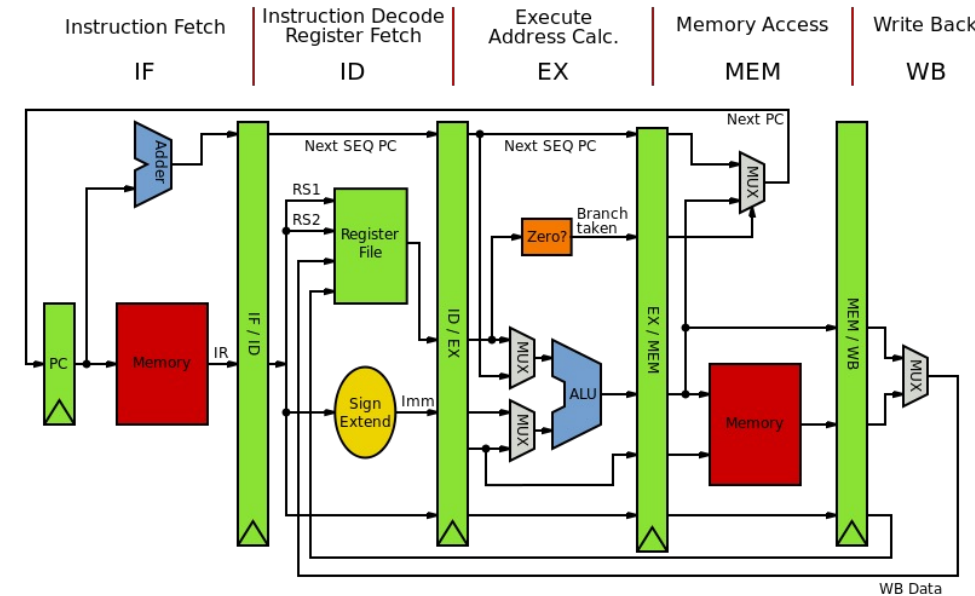 Instruction Fetch
Instruction Decode
Register Fetch
Execute
Address Calc.
Memory Access
Write Back
IF
ID
EX
MEM
WB
Next PC
Adder
Next SEQ PC
Next SEQ PC
MUX
RS1
RS2
Register
File
Branch
taken
Zero?
IF / ID
ID / EX
EX / MEM
MEM / WB
PC
Memory
IR
MUX
MUX
ALU
Sign
Extend
Imm
MUX
Memory
MUX
WB Data